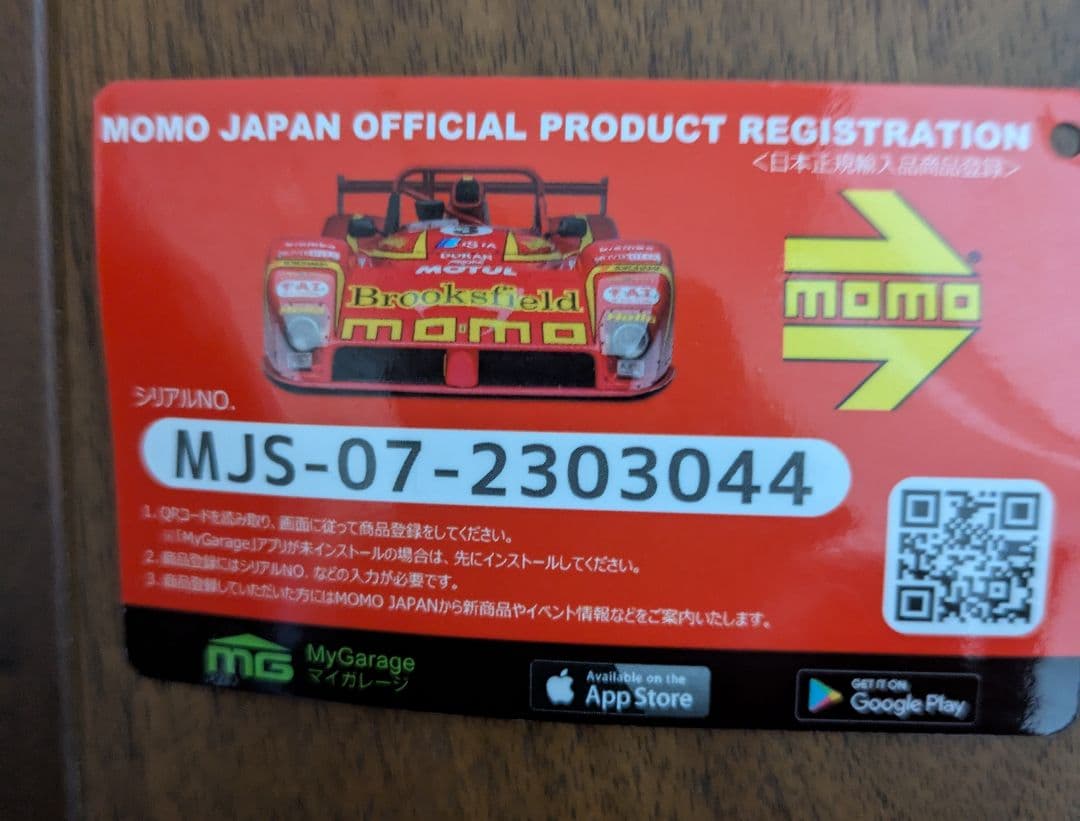 MOMO JAPAN OFFICIAL PRODUCT REGISTRATION
<日本正規輸入品商品登録>
3
MOTUL
Brooksfield
momo
momo
シリアルNO.
MJS-07-2303044
1. QRコードを読み取り、画面に従って商品登録をしてください。
※「MyGarage」アプリが未インストールの場合は、先にインストールしてください。
2. 商品登録にはシリアルNO. などの入力が必要です。
3. 商品登録していただいた方にはMOMO JAPANから新商品やイベント情報などをご案内いたします。
MG MyGarage
マイガレージ
Available on the
App Store
GET IT ON
Google Play